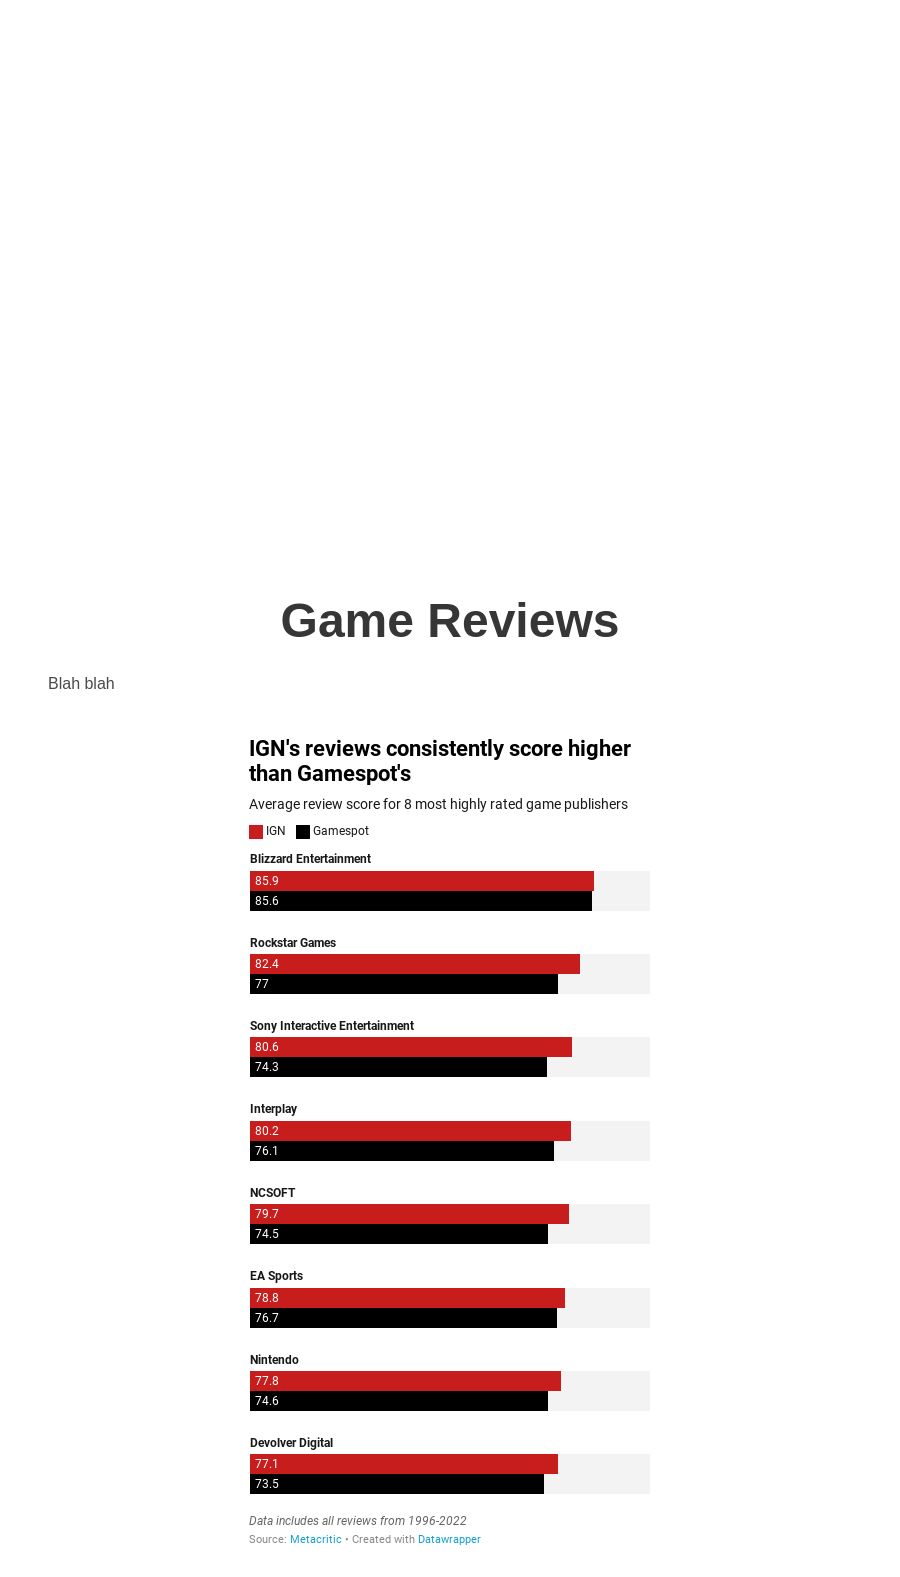 Game Reviews
Blah blah
IGN's reviews consistently score higher
than Gamespot's
Average review score for 8 most highly rated game publishers
IGN Gamespot
Blizzard Entertainment
85.9
85.6
Rockstar Games
82.4
77
Sony Interactive Entertainment
80.6
74.3
Interplay
80.2
76.1
NCSOFT
79.7
74.5
EA Sports
78.8
76.7
Nintendo
77.8
74.6
Devolver Digital
77.1
73.5
Data includes all reviews from 1996-2022
Source: Metacritic • Created with Datawrapper